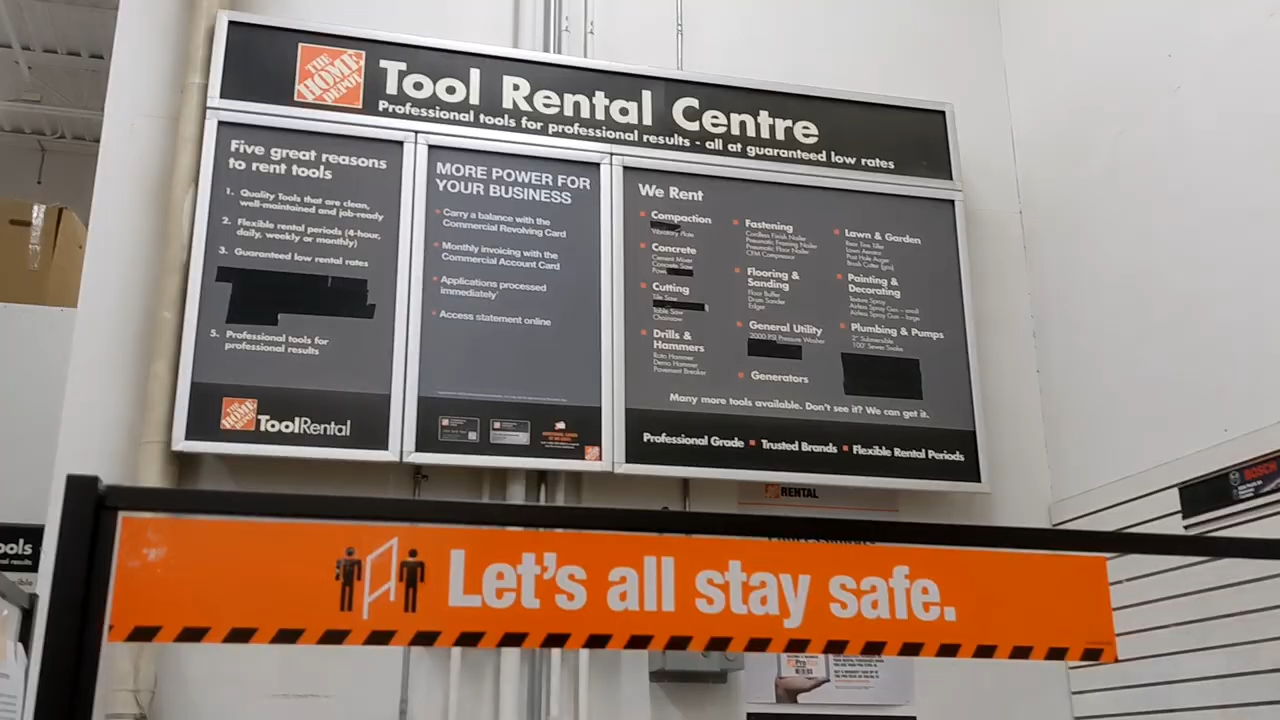 THE
HOME
DEPOT
Tool Rental Centre
Professional tools for professional results - all at guaranteed low rates
Five great reasons
to rent tools
1. Quality Tools that are clean,
well-maintained and job-ready
2. Flexible rental periods (4-hour,
daily, weekly or monthly)
3. Guaranteed low rental rates
5. Professional tools for
professional results
THE
HOME
DEPOT
ToolRental
MORE POWER FOR
YOUR BUSINESS
Carry a balance with the
Commercial Revolving Card
Monthly invoicing with the
Commercial Account Card
Applications processed
immediately
Access statement online
We Rent
Compaction
Vibratory Plate
Concrete
Cement Mixer
Concrete Saw
Cutting
Tile Saw
Table Saw
Chainsaw
Drills &
Hammers
Roto Hammer
Demo Hammer
Pavement Breaker
Fastening
Cordless Finish Nailer
Pneumatic Framing Nailer
Pneumatic Floor Nailer
CFM Compressor
Flooring &
Sanding
Floor Buffer
Drum Sander
Edger
General Utility
2000 PSI Pressure Washer
Generators
Lawn & Garden
Rear Tine Tiller
Lawn Aerator
Post Hole Auger
Brush Cutter (gas)
Painting &
Decorating
Texture Spray
Airless Spray Gun - small
Airless Spray Gun - large
Plumbing & Pumps
2" Submersible
100' Sewer Snake
Many more tools available. Don't see it? We can get it.
Professional Grade ▪ Trusted Brands ▪ Flexible Rental Periods
RENTAL
BOSCH
ools
Let's all stay safe.